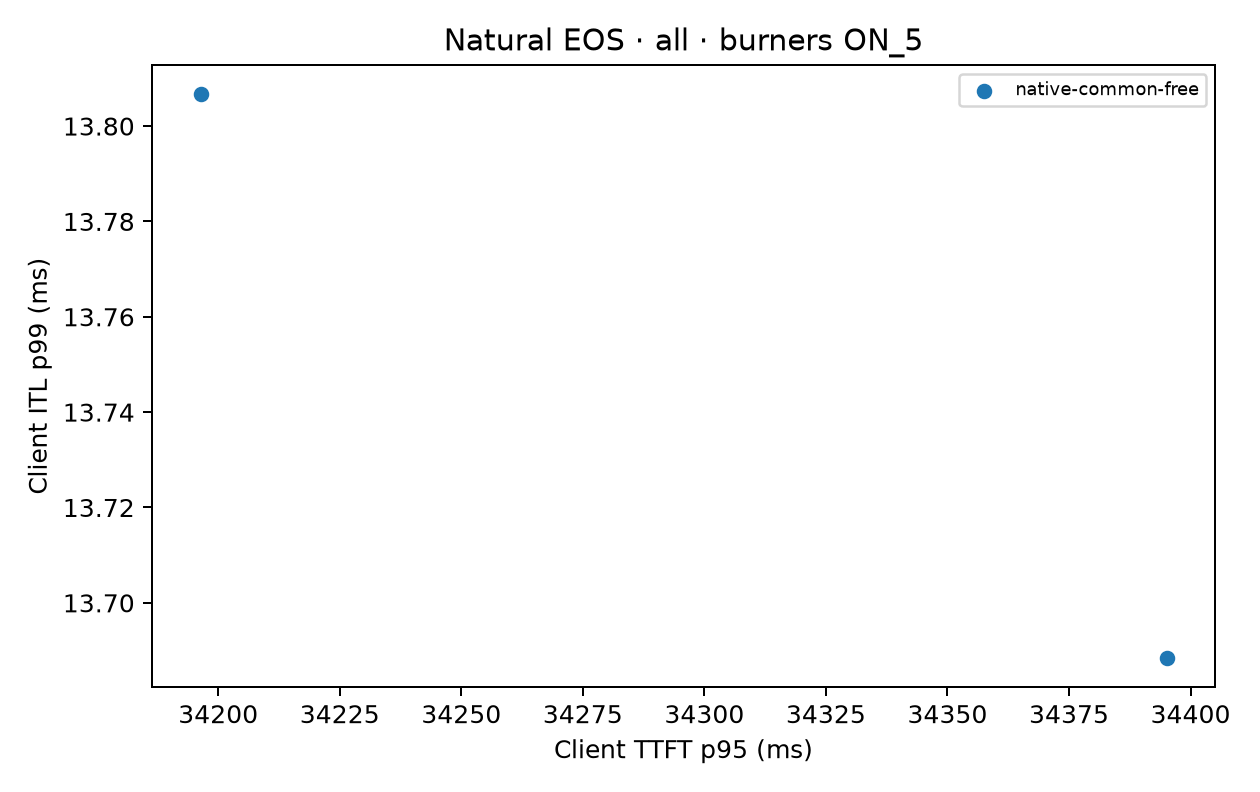 Natural EOS · all · burners ON_5
native-common-free
Client ITL p99 (ms)
13.80
13.78
13.76
13.74
13.72
13.70
34200 34225 34250 34275 34300 34325 34350 34375 34400
Client TTFT p95 (ms)